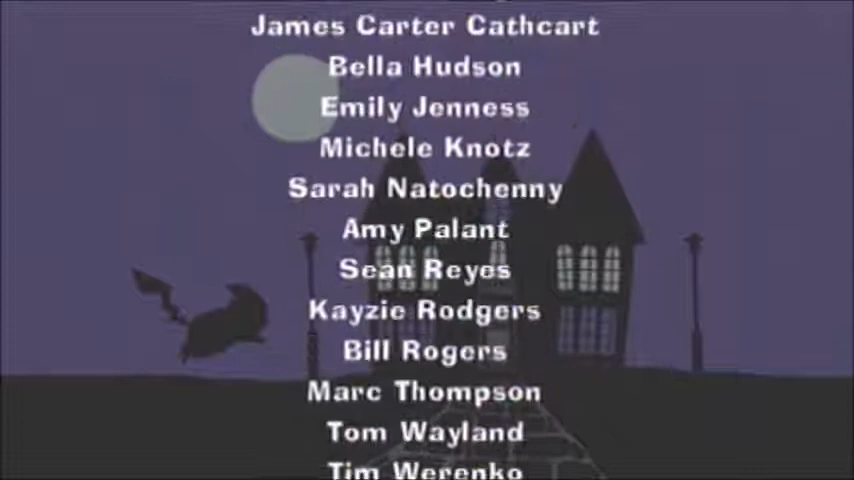 James Carter Cathcart
Bella Hudson
Emily Jenness
Michele Knotz
Sarah Natochenny
Amy Palant
Sean Reyes
Kayzie Rodgers
Bill Rogers
Marc Thompson
Tom Wayland
Tim Werenko